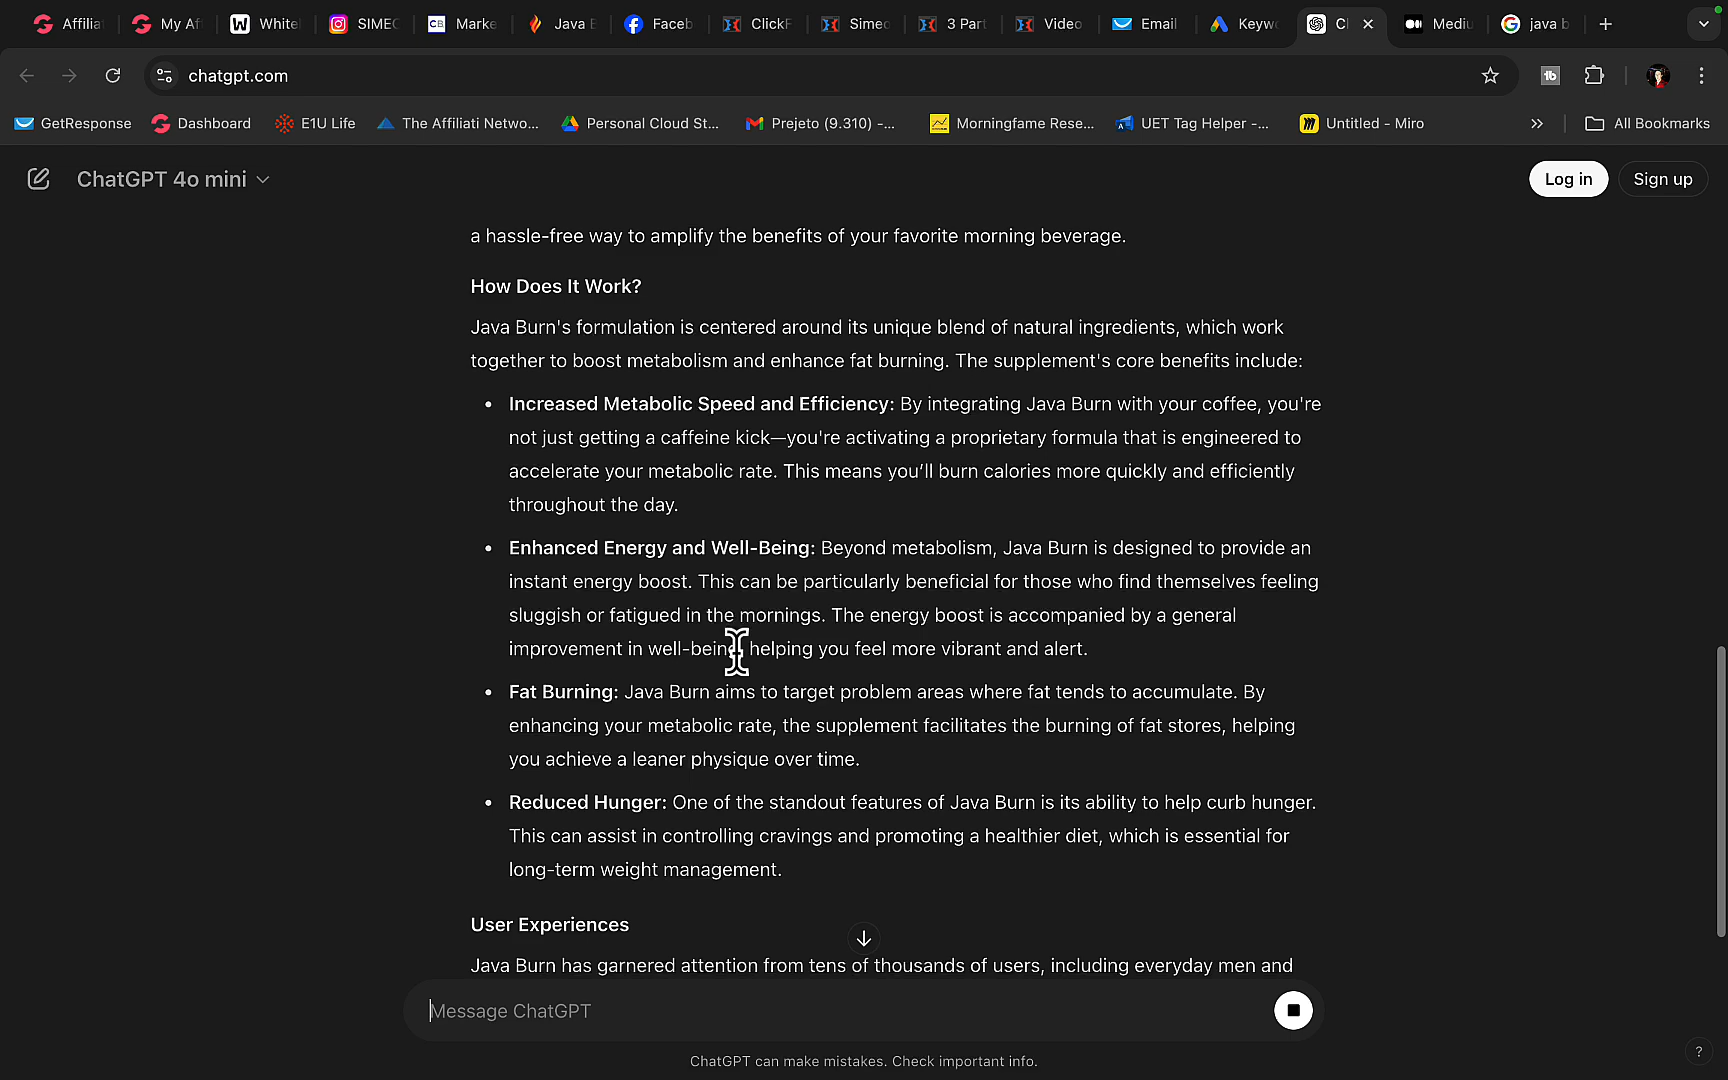 Affilia
My Af
White
SIMEC
Marke
Java B
Faceb
ClickF
Simeo
3 Part
Video
Email
Keyw
C
Mediu
java b
chatgpt.com
GetResponse
Dashboard
E1U Life
The Affiliati Netwo...
Personal Cloud St...
Prejeto (9.310) -...
Morningfame Rese...
UET Tag Helper -...
Untitled - Miro
All Bookmarks
ChatGPT 4o mini
Log in
Sign up
a hassle-free way to amplify the benefits of your favorite morning beverage.
How Does It Work?
Java Burn's formulation is centered around its unique blend of natural ingredients, which work
together to boost metabolism and enhance fat burning. The supplement's core benefits include:
• Increased Metabolic Speed and Efficiency: By integrating Java Burn with your coffee, you're
not just getting a caffeine kick—you're activating a proprietary formula that is engineered to
accelerate your metabolic rate. This means you’ll burn calories more quickly and efficiently
throughout the day.
• Enhanced Energy and Well-Being: Beyond metabolism, Java Burn is designed to provide an
instant energy boost. This can be particularly beneficial for those who find themselves feeling
sluggish or fatigued in the mornings. The energy boost is accompanied by a general
improvement in well-being, helping you feel more vibrant and alert.
• Fat Burning: Java Burn aims to target problem areas where fat tends to accumulate. By
enhancing your metabolic rate, the supplement facilitates the burning of fat stores, helping
you achieve a leaner physique over time.
• Reduced Hunger: One of the standout features of Java Burn is its ability to help curb hunger.
This can assist in controlling cravings and promoting a healthier diet, which is essential for
long-term weight management.
User Experiences
Java Burn has garnered attention from tens of thousands of users, including everyday men and
Message ChatGPT
ChatGPT can make mistakes. Check important info.
?